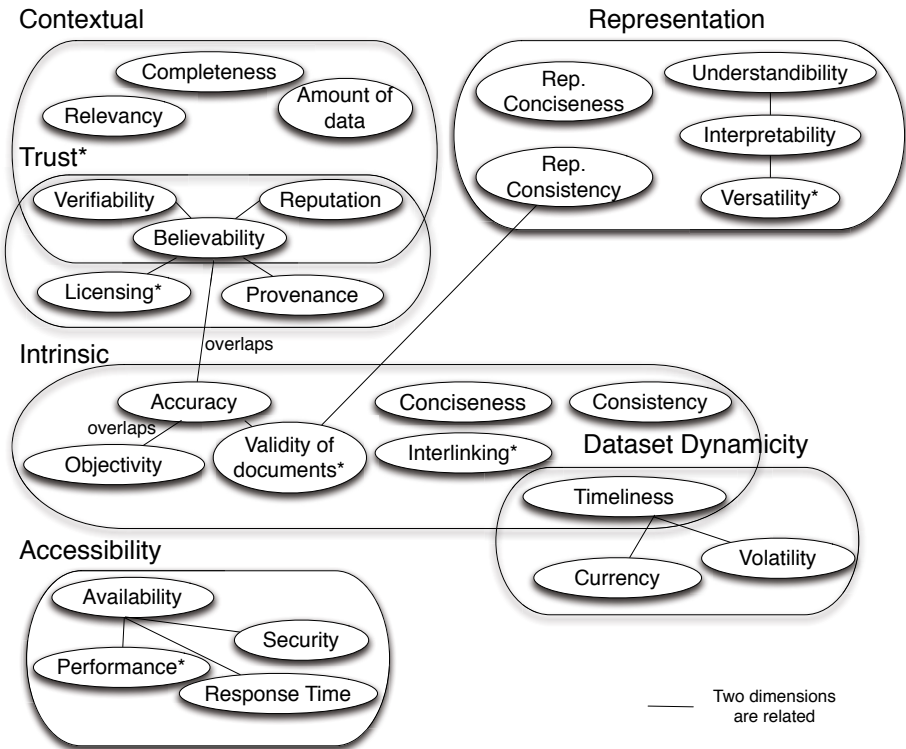 Contextual
Completeness
Relevancy
Amount of
data
Trust*
Verifiability
Reputation
Believability
Licensing*
Provenance
overlaps
Representation
Rep.
Conciseness
Understandibility
Interpretability
Rep.
Consistency
Versatility*
Intrinsic
Accuracy
overlaps
Objectivity
Validity of
documents*
Conciseness
Consistency
Interlinking*
Dataset Dynamicity
Timeliness
Currency
Volatility
Accessibility
Availability
Security
Performance*
Response Time
Two dimensions
are related